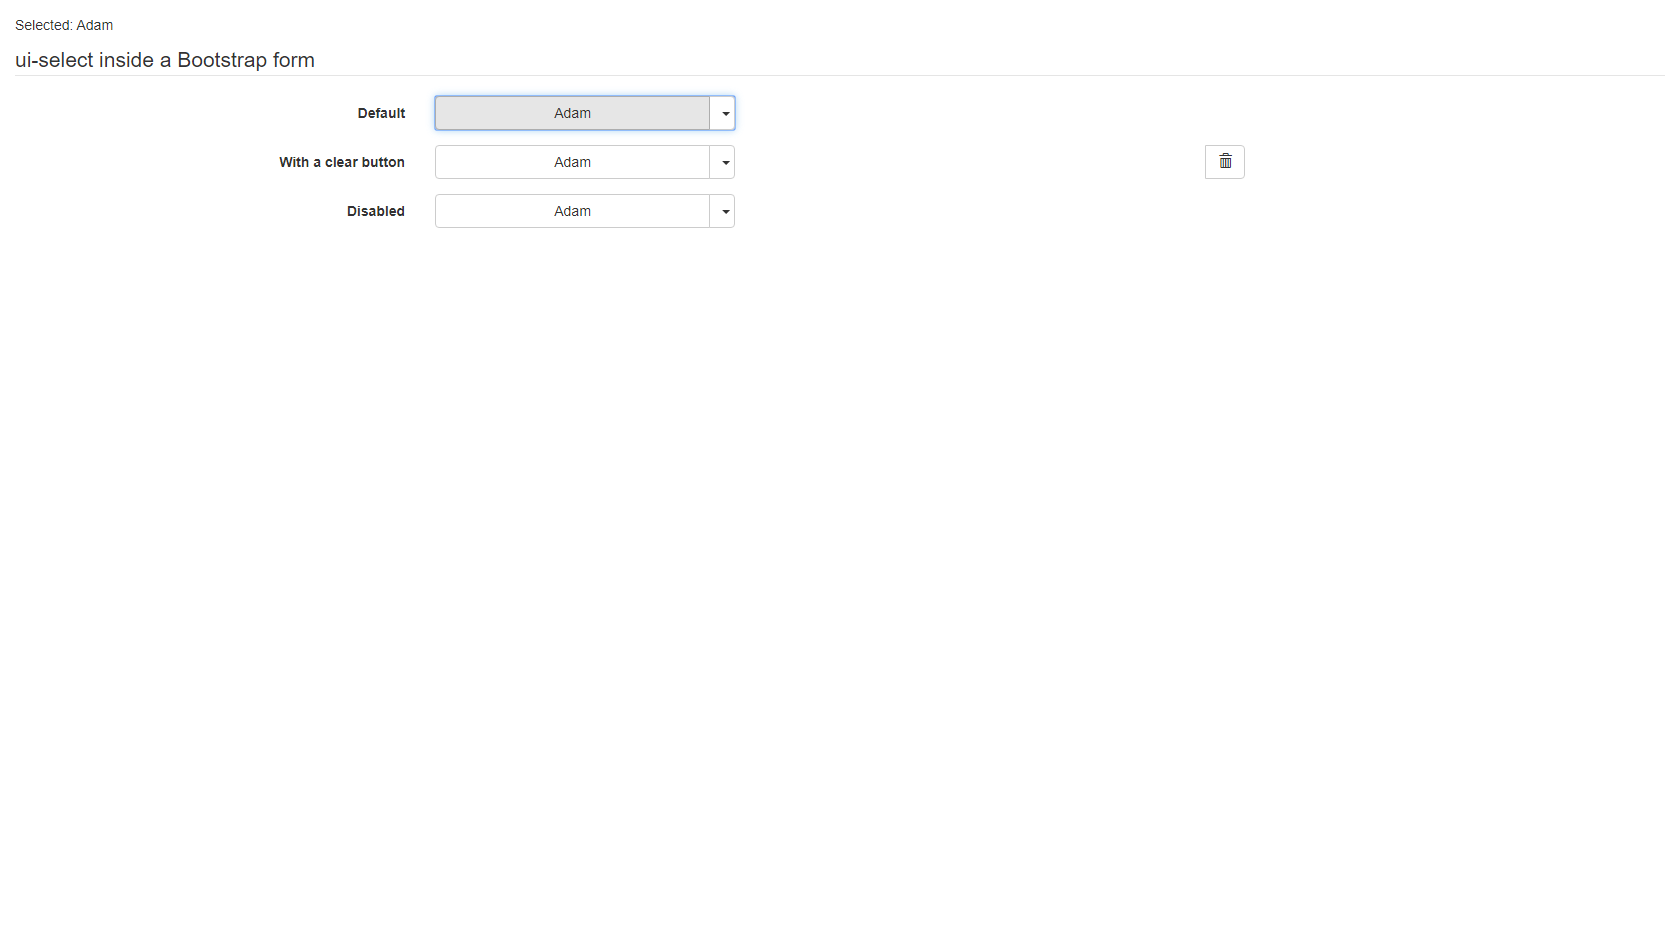 Selected: Adam
ui-select inside a Bootstrap form
Default Adam
With a clear button Adam
Disabled Adam